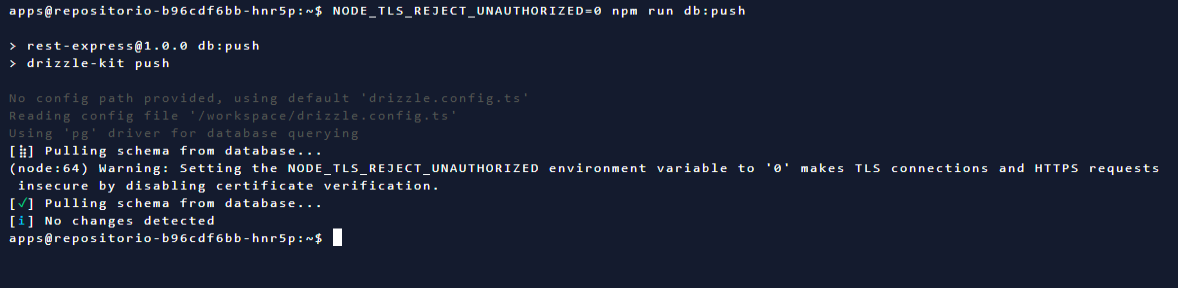 apps@repositorio-b96cdf6bb-hnr5p:~$ NODE_TLS_REJECT_UNAUTHORIZED=0 npm run db:push
> rest-express@1.0.0 db:push
> drizzle-kit push
No config path provided, using default 'drizzle.config.ts'
Reading config file '/workspace/drizzle.config.ts'
Using 'pg' driver for database querying
[⣷] Pulling schema from database...
(node:64) Warning: Setting the NODE_TLS_REJECT_UNAUTHORIZED environment variable to '0' makes TLS connections and HTTPS requests
insecure by disabling certificate verification.
[✓] Pulling schema from database...
[i] No changes detected
apps@repositorio-b96cdf6bb-hnr5p:~$